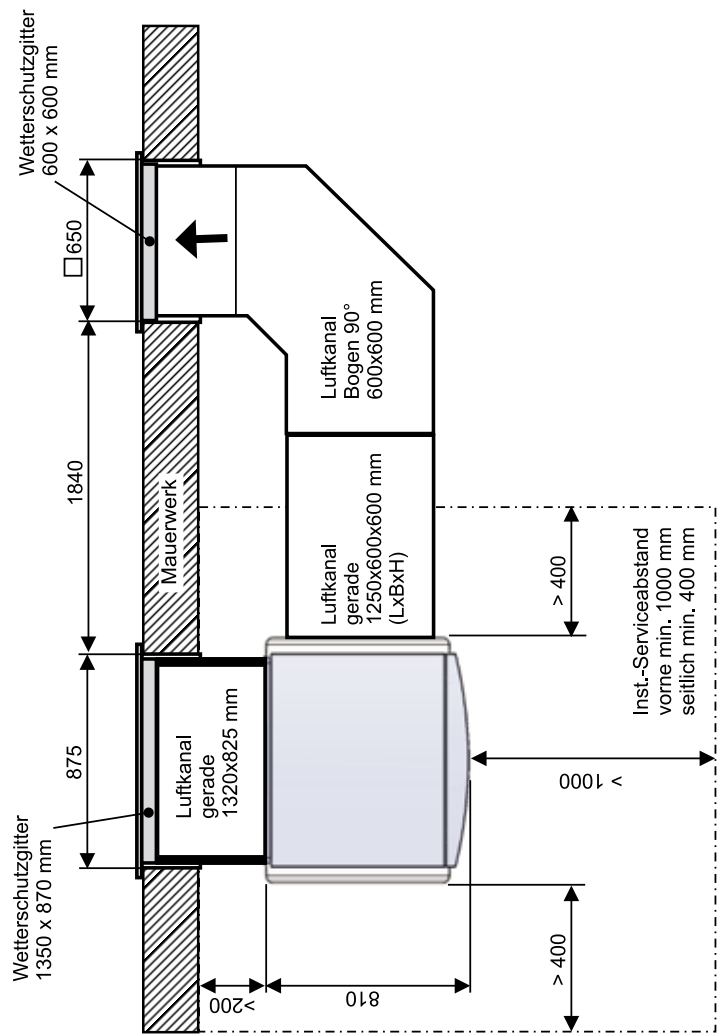 Wetterschutzgitter
1350 x 870 mm
Wetterschutzgitter
600 x 600 mm
875
1840
□650
Mauerwerk
Luftkanal
gerade
1320x825 mm
Luftkanal
gerade
1250x600x600 mm
(LxBxH)
Luftkanal
Bogen 90°
600x600 mm
>200
810
> 400
> 1000
> 400
Inst.-Serviceabstand
vorne min. 1000 mm
seitlich min. 400 mm